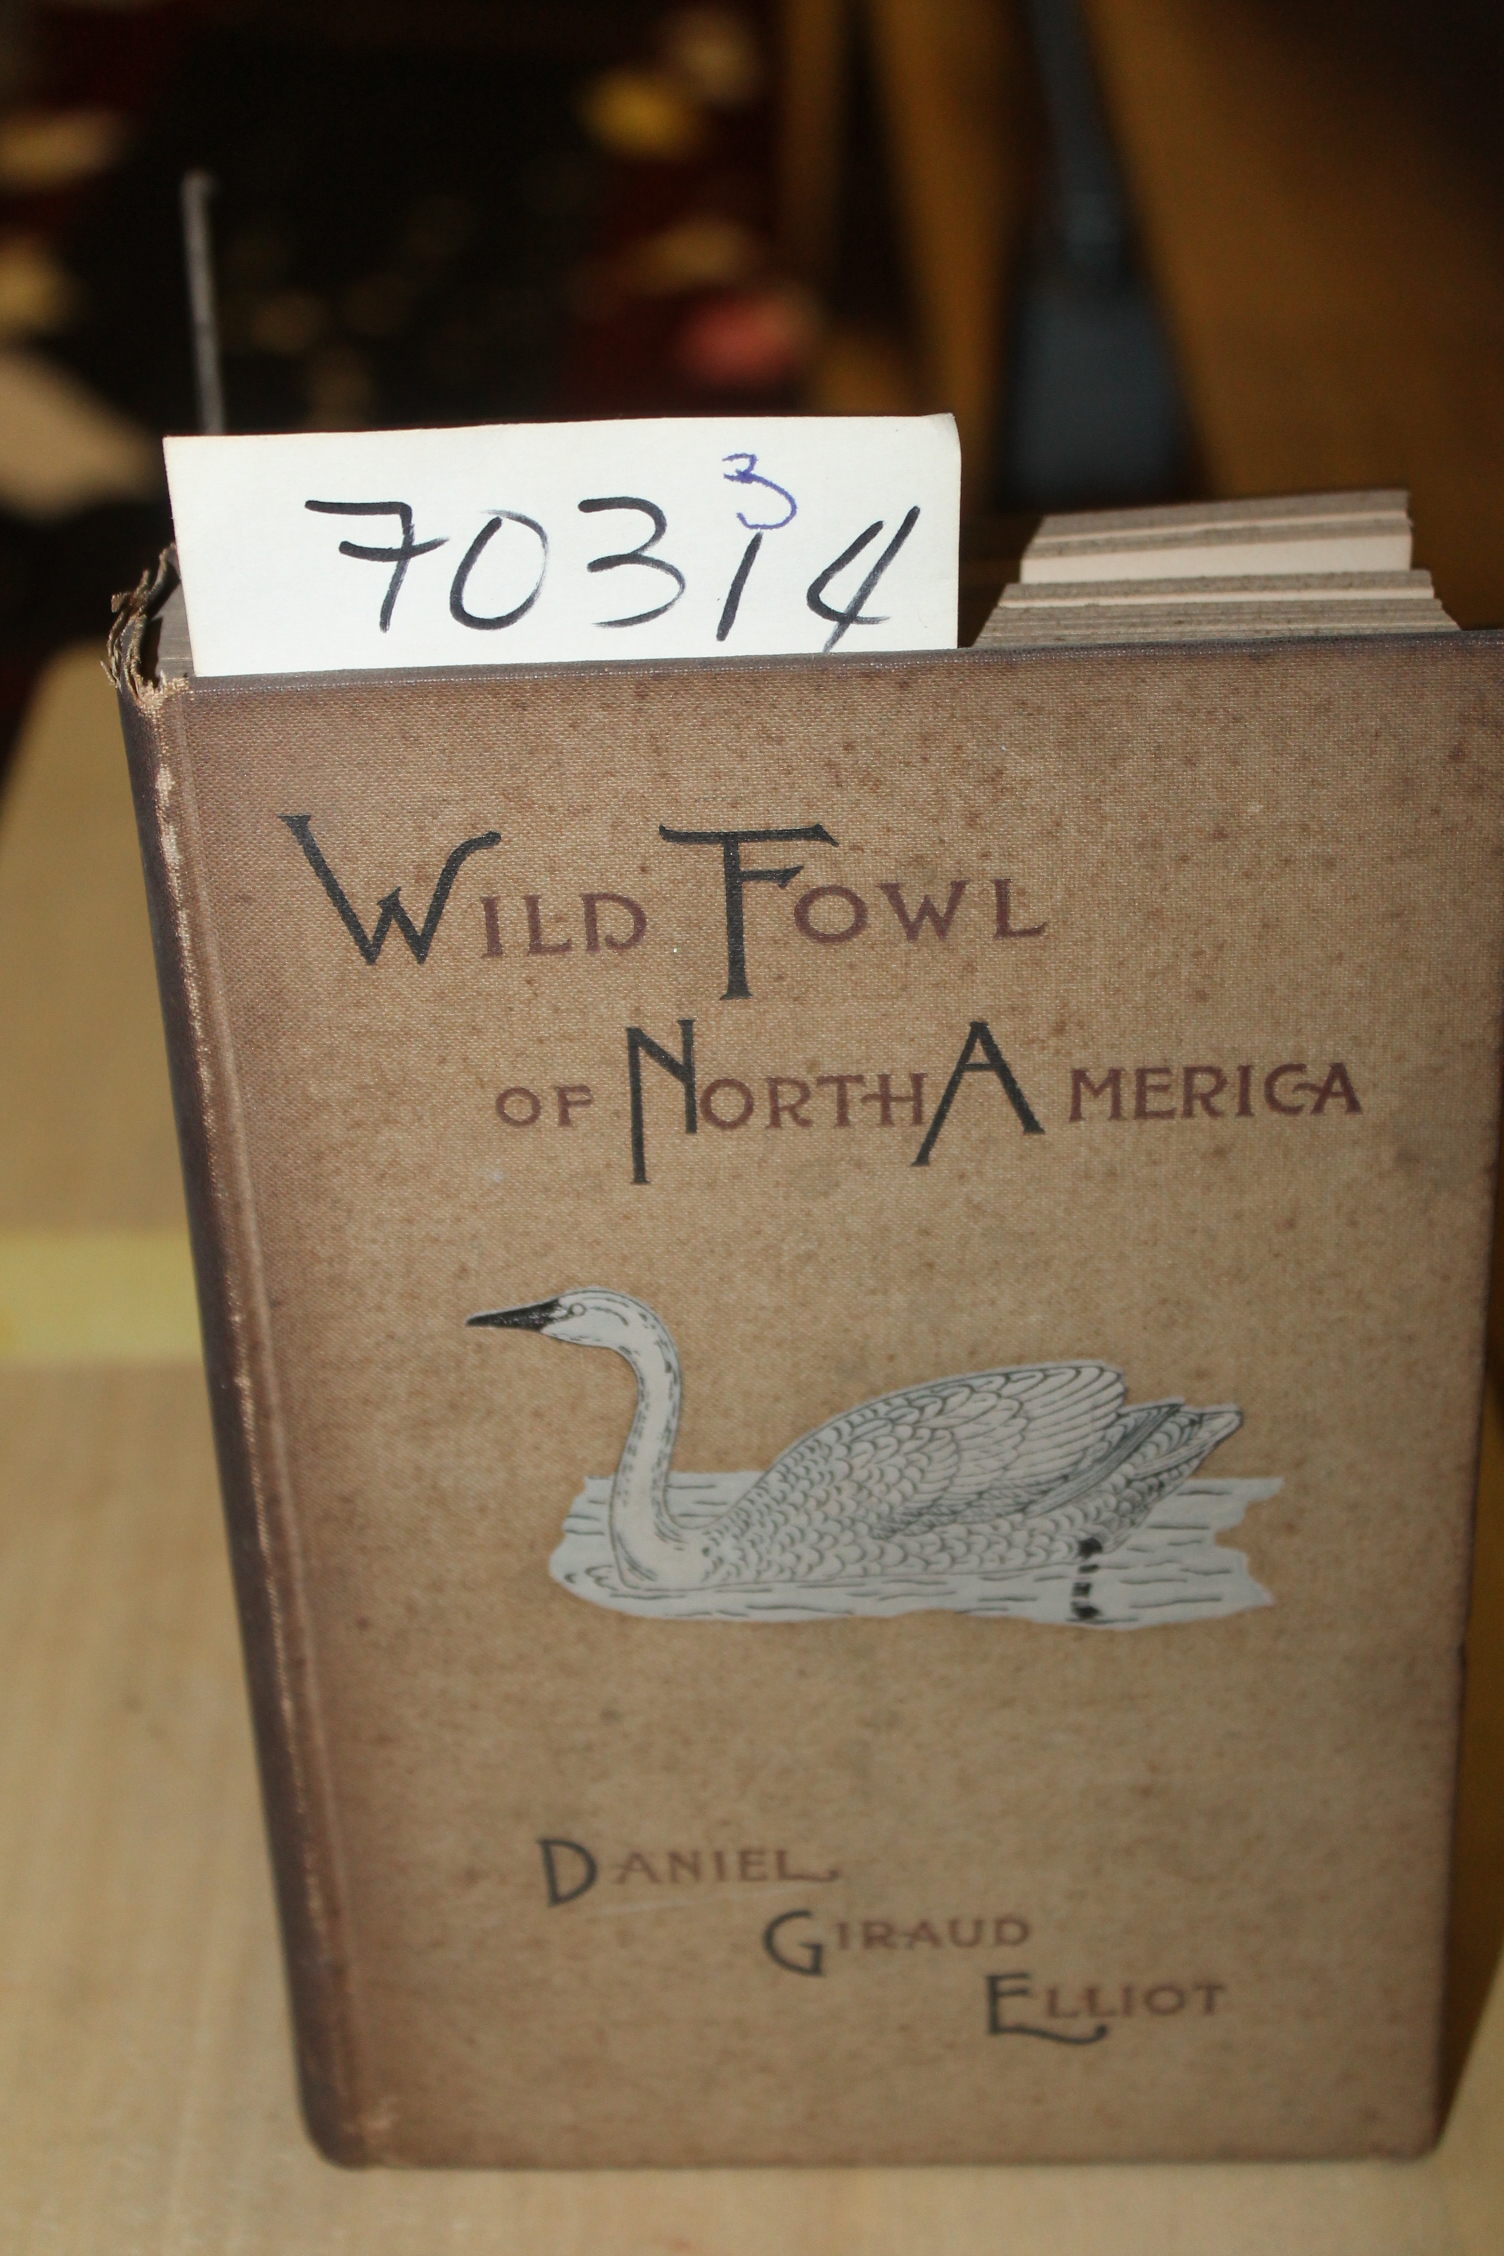 3
70314
WILD FOWL
OF NORTH AMERICA
DANIEL
GIRAUD
ELLIOT